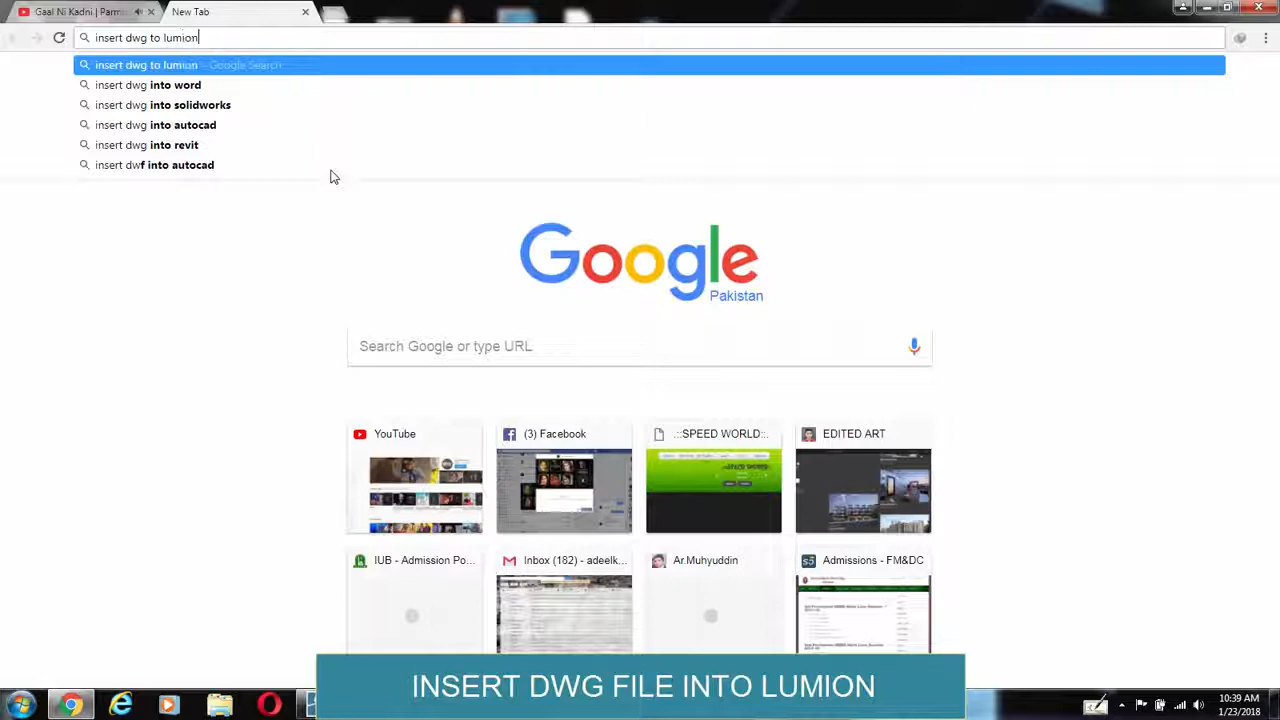 Gaal Ni Kadni | Parmi
New Tab
insert dwg to lumion
insert dwg to lumion - Google Search
insert dwg into word
insert dwg into solidworks
insert dwg into autocad
insert dwg into revit
insert dwf into autocad
Google
Pakistan
Search Google or type URL
YouTube
(3) Facebook
.::SPEED WORLD::.
EDITED ART
IUB - Admission Po...
Inbox (182) - adeelk...
Ar.Muhyuddin
Admissions - FM&DC
INSERT DWG FILE INTO LUMION
10:39 AM
1/23/2018